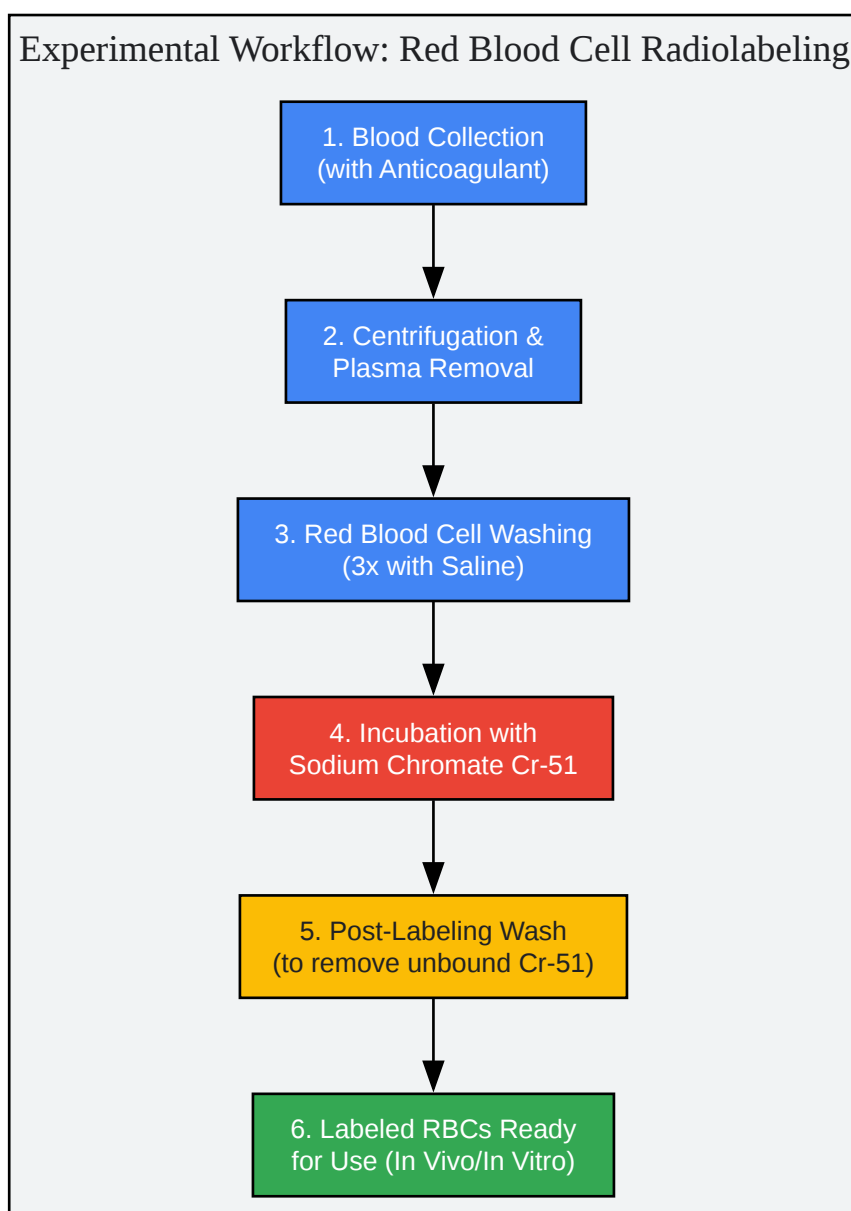 Experimental Workflow: Red Blood Cell Radiolabeling
1. Blood Collection
(with Anticoagulant)
2. Centrifugation &
Plasma Removal
3. Red Blood Cell Washing
(3x with Saline)
4. Incubation with
Sodium Chromate Cr-51
5. Post-Labeling Wash
(to remove unbound Cr-51)
6. Labeled RBCs Ready
for Use (In Vivo/In Vitro)